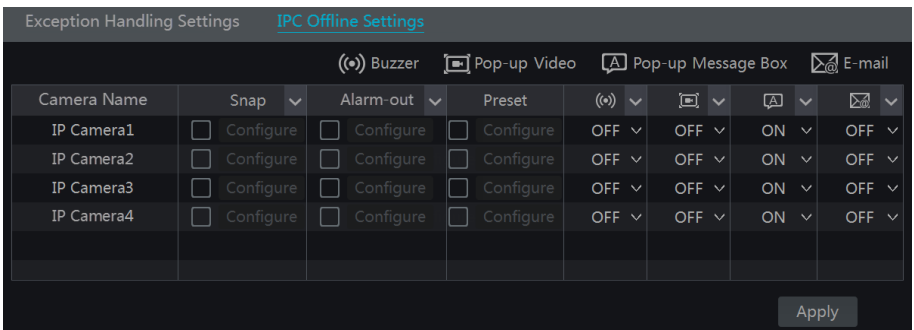 Exception Handling Settings IPC Offline Settings
Buzzer Pop-up Video A Pop-up Message Box E-mail
Camera Name Snap Alarm-out Preset A
IP Camera1 Configure Configure Configure OFF OFF ON OFF
IP Camera2 Configure Configure Configure OFF OFF ON OFF
IP Camera3 Configure Configure Configure OFF OFF ON OFF
IP Camera4 Configure Configure Configure OFF OFF ON OFF
Apply